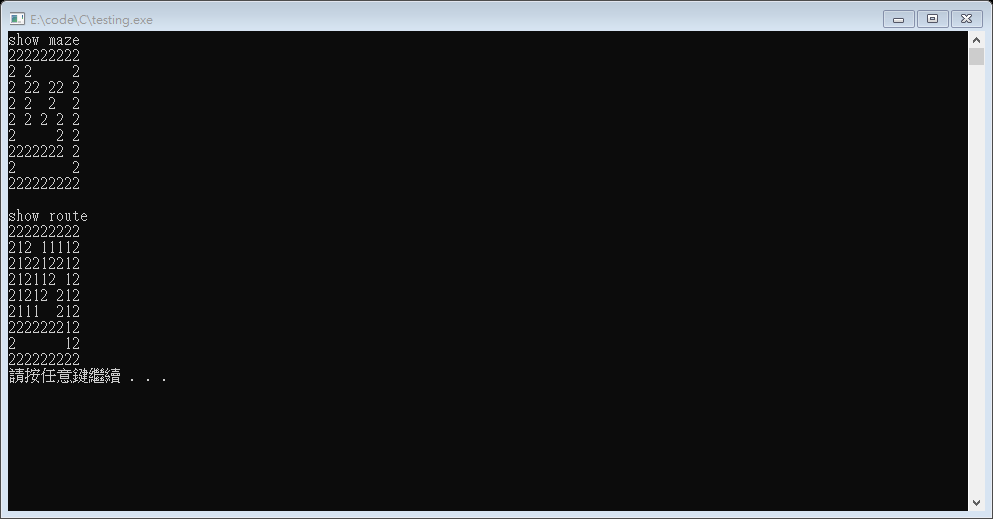 E:\code\C\testing.exe
show maze
222222222
2 2     2
2 22 22 2
2 2  2  2
2 2 2 2 2
2     2 2
2222222 2
2       2
222222222

show route
222222222
212 11112
212212212
212112 12
21212 212
2111  212
222222212
2      12
222222222
請按任意鍵繼續 . . .